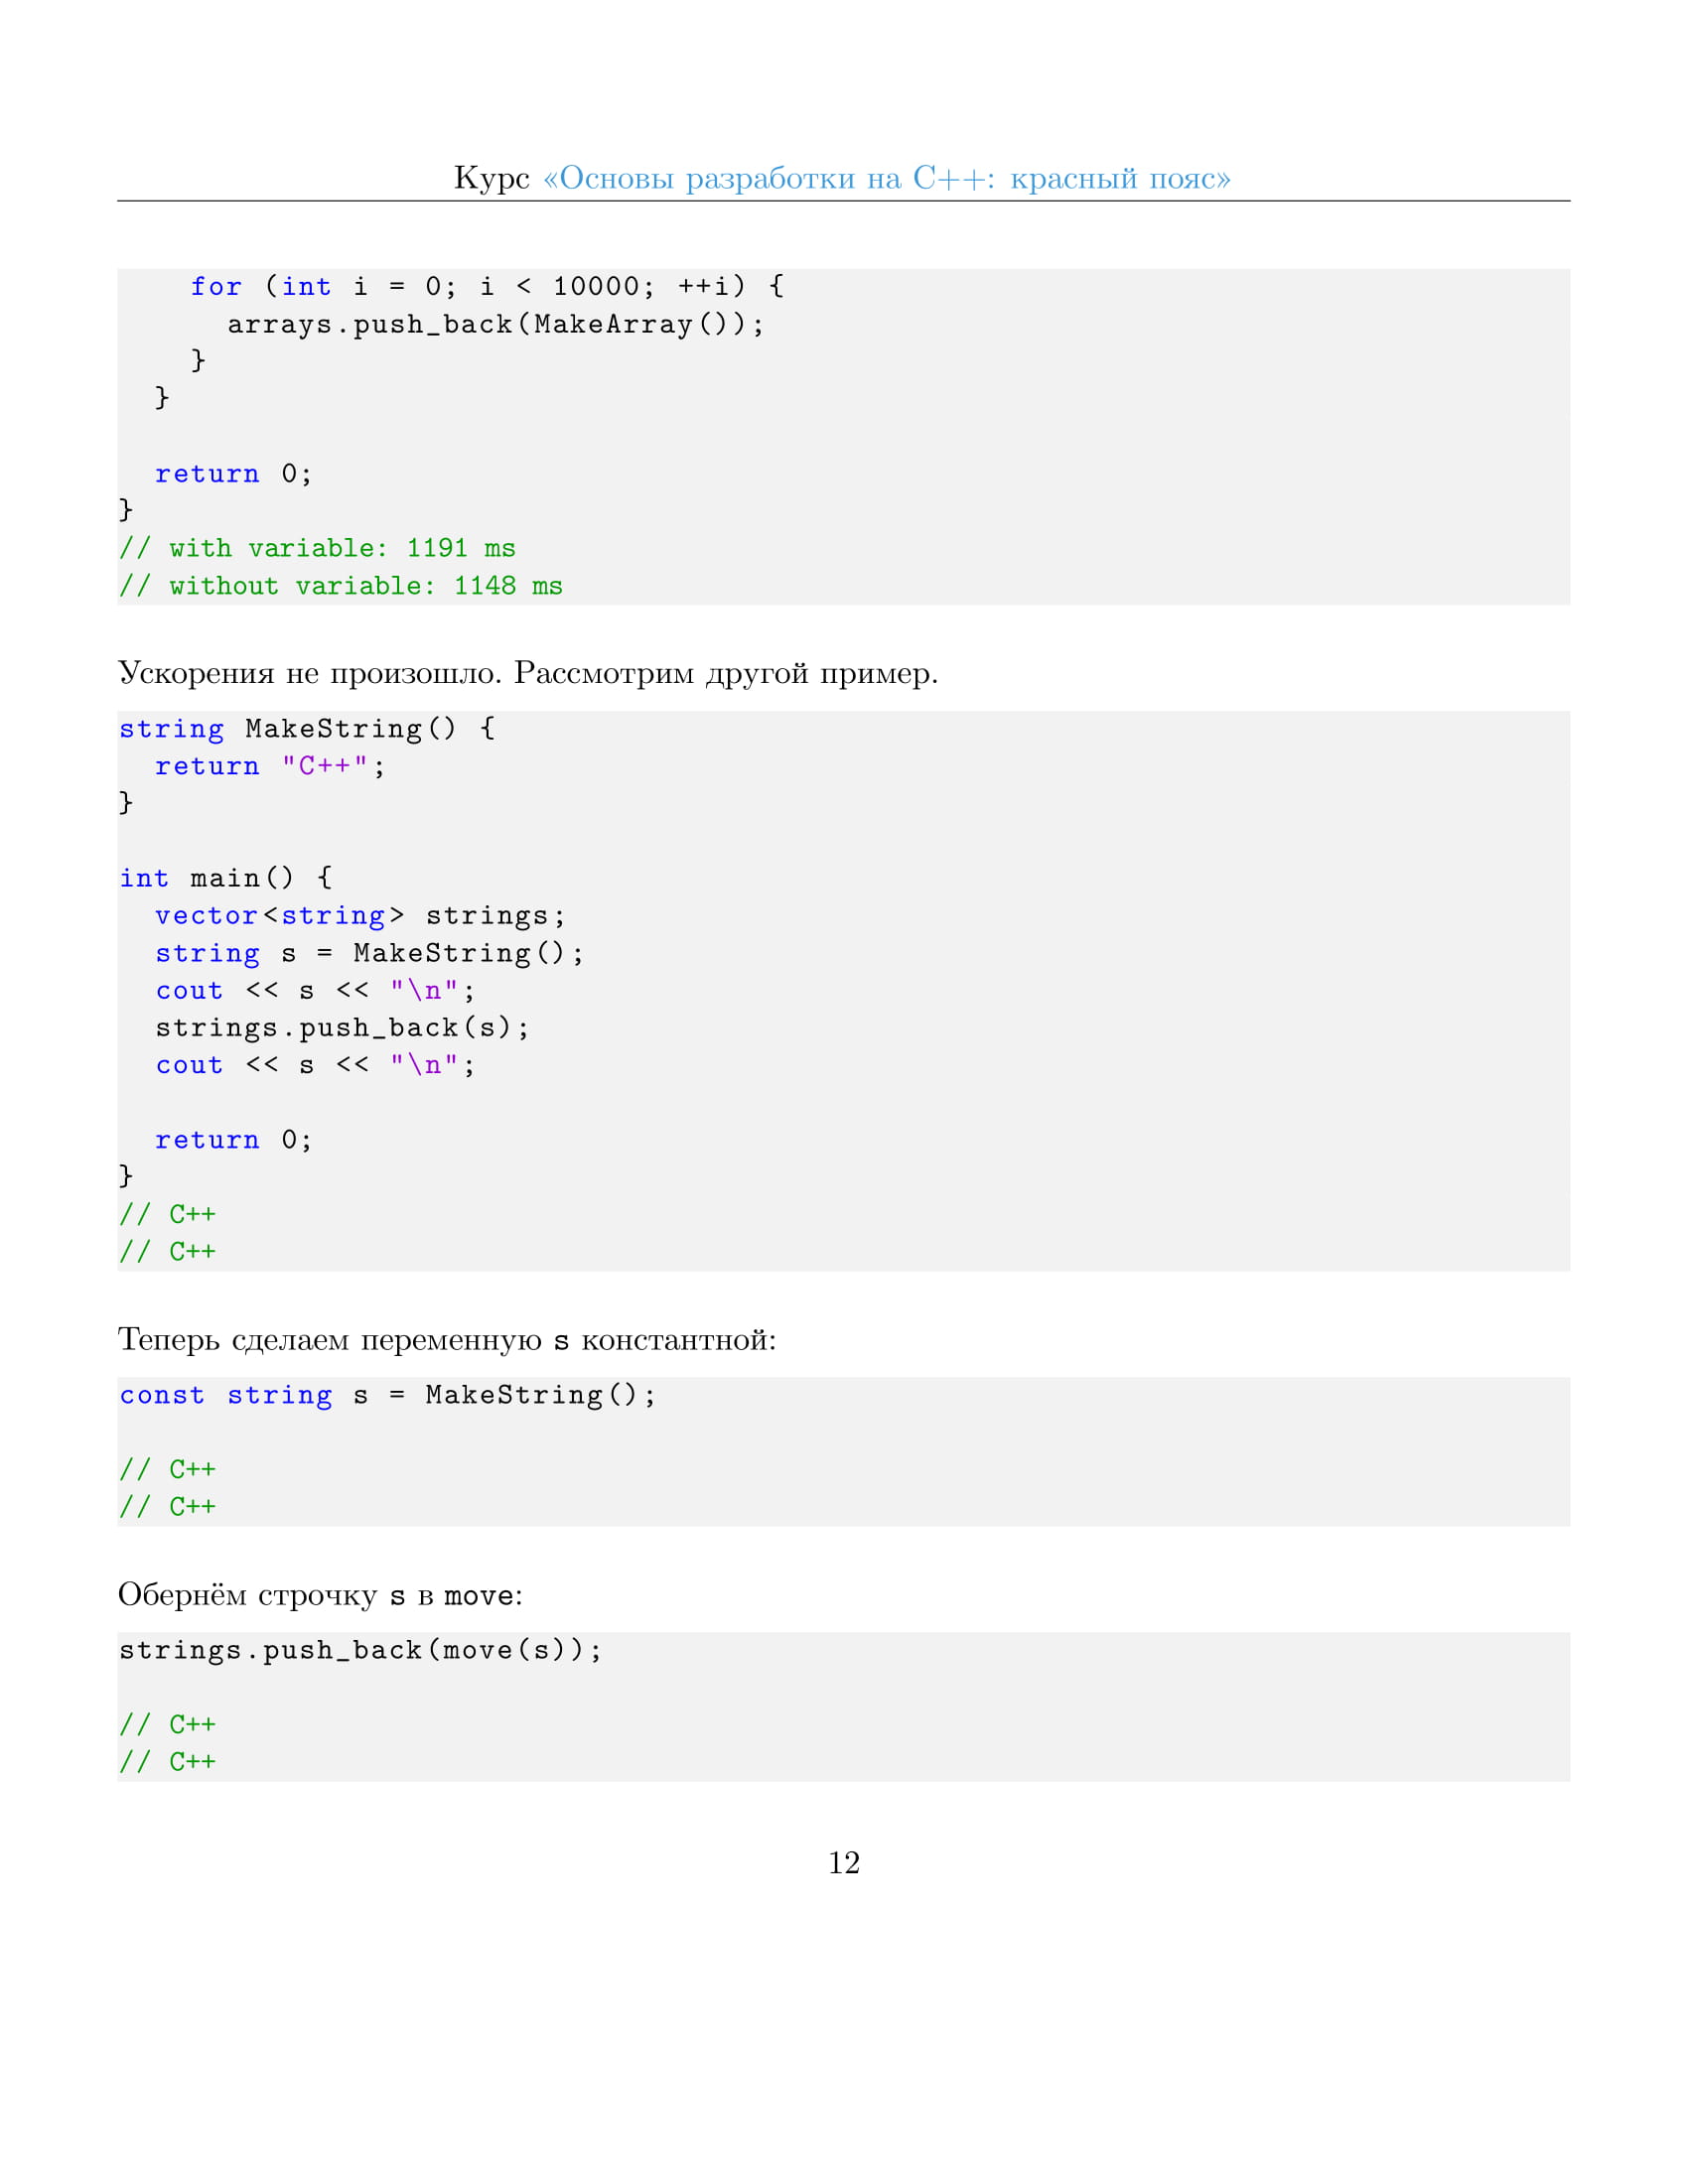 Курс «Основы разработки на C++: красный пояс»
    for (int i = 0; i < 10000; ++i) {
      arrays.push_back(MakeArray());
    }
  }
  return 0;
}
// with variable: 1191 ms
// without variable: 1148 ms
Ускорения не произошло. Рассмотрим другой пример.
string MakeString() {
  return "C++";
}
int main() {
  vector<string> strings;
  string s = MakeString();
  cout << s << "\n";
  strings.push_back(s);
  cout << s << "\n";
  return 0;
}
// C++
// C++
Теперь сделаем переменную s константной:
const string s = MakeString();
// C++
// C++
Обернём строчку s в move:
strings.push_back(move(s));
// C++
// C++
12